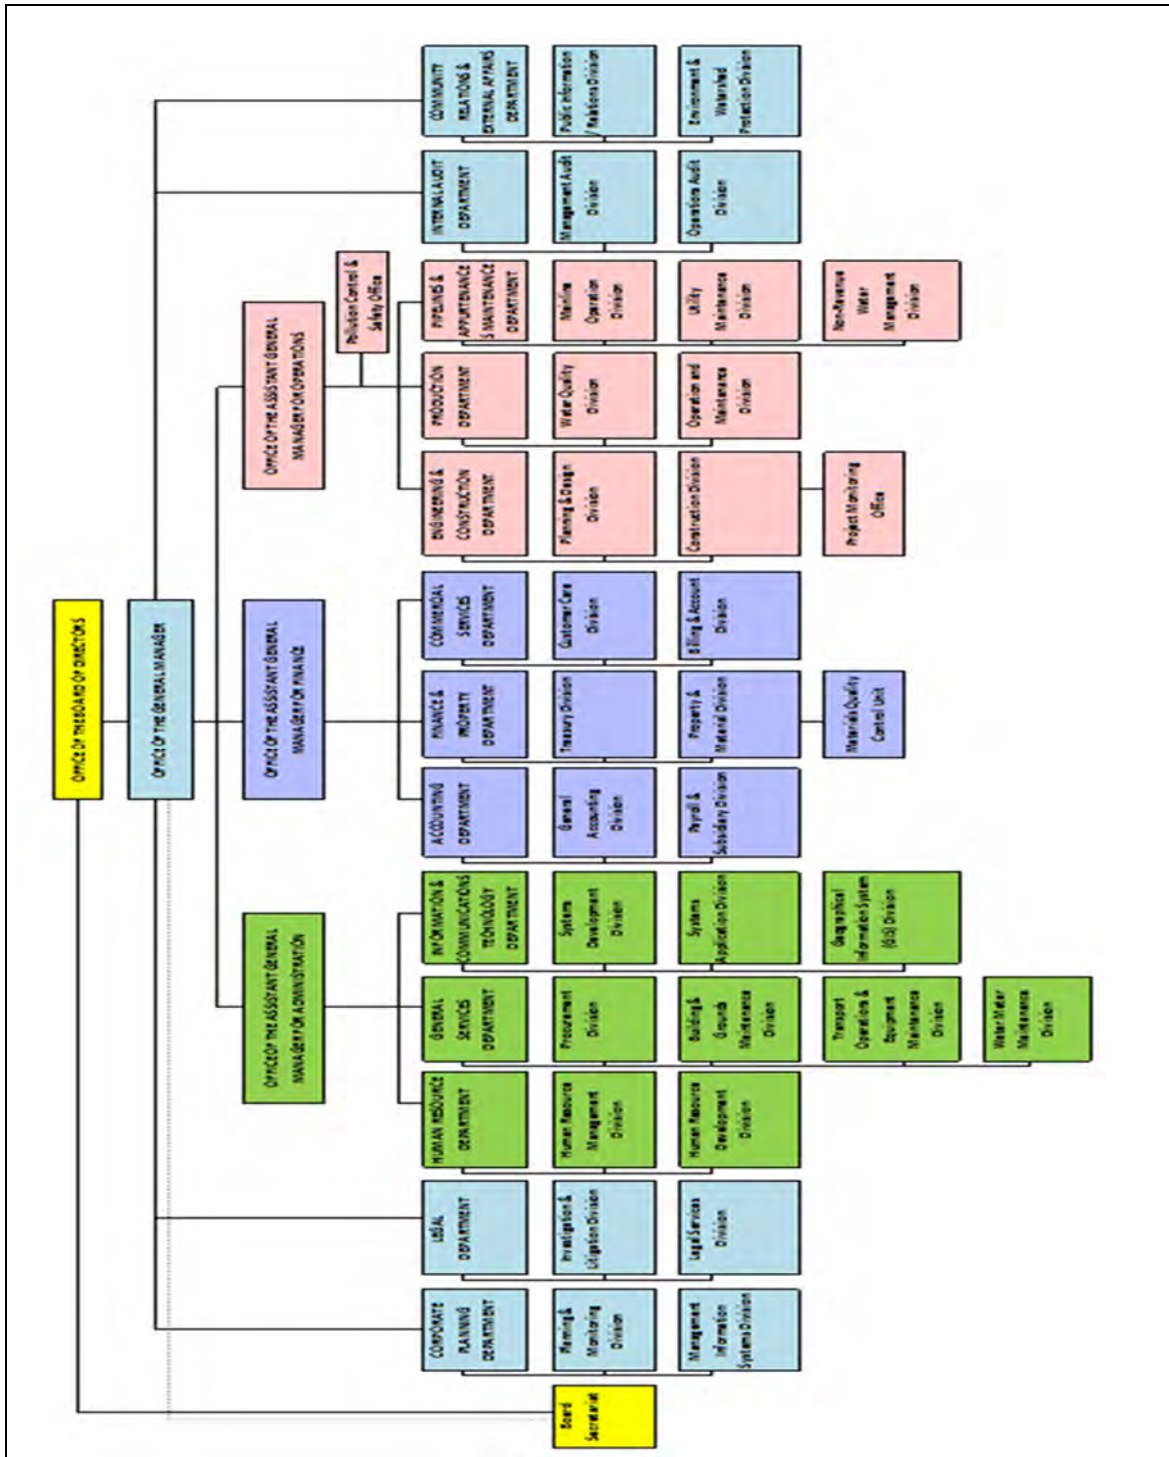 OFFICE OF THE BOARD OF DIRECTORS
OFFICE OF THE GENERAL MANAGER
OFFICE OF THE ASSISTANT GENERAL
MANAGER FOR ADMINISTRATION
OFFICE OF THE ASSISTANT GENERAL
MANAGER FOR FINANCE
OFFICE OF THE ASSISTANT GENERAL
MANAGER FOR OPERATIONS
Pollution Control &
Safety Office
Board
Secretariat
CORPORATE
PLANNING
DEPARTMENT
Planning &
Monitoring
Division
Management
Information
Systems Division
LEGAL
DEPARTMENT
Investigation &
Litigation Division
Legal Services
Division
HUMAN RESOURCE
DEPARTMENT
Human Resource
Management
Division
Human Resource
Development
Division
GENERAL
SERVICES
DEPARTMENT
Procurement
Division
Building &
Grounds
Maintenance
Division
Transport
Operations &
Equipment
Maintenance
Division
Water Meter
Maintenance
Division
INFORMATION &
COMMUNICATIONS
TECHNOLOGY
DEPARTMENT
Systems
Development
Division
Systems
Application Division
Geographical
Information System
(GIS) Division
ACCOUNTING
DEPARTMENT
General
Accounting
Division
Payroll &
Subsidiary Division
FINANCE &
PROPERTY
DEPARTMENT
Treasury Division
Property &
Material Division
Materials Quality
Control Unit
COMMERCIAL
SERVICES
DEPARTMENT
Customer Care
Division
Billing & Account
Division
ENGINEERING &
CONSTRUCTION
DEPARTMENT
Planning & Design
Division
Construction Division
Project Monitoring
Office
PRODUCTION
DEPARTMENT
Water Quality
Division
Operation and
Maintenance
Division
PIPELINES &
APPURTENANCE
S MAINTENANCE
DEPARTMENT
Mainline
Operation
Division
Utility
Maintenance
Division
Non-Revenue
Water
Management
Division
INTERNAL AUDIT
DEPARTMENT
Management Audit
Division
Operations Audit
Division
COMMUNITY
RELATIONS &
EXTERNAL AFFAIRS
DEPARTMENT
Public Information
/ Relations Division
Environment &
Watershed
Protection Division